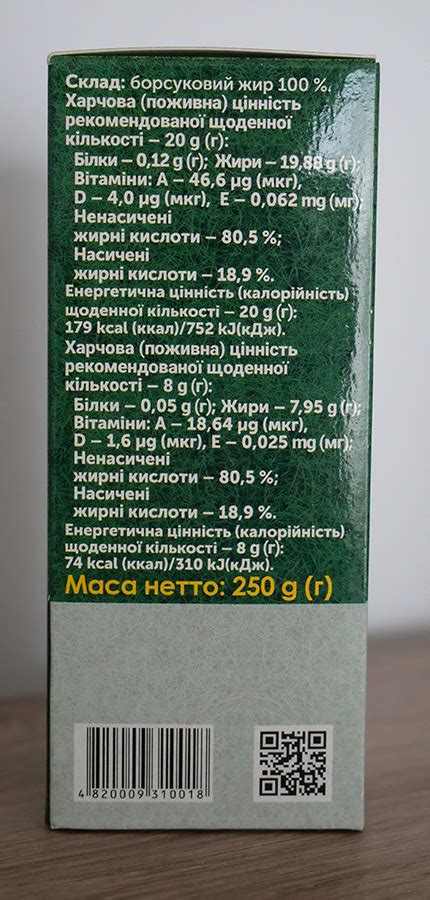 Склад: борсуковий жир 100 %.
Харчова (поживна) цінність
рекомендованої щоденної
кількості – 20 g (г):
Білки – 0,12 g (г); Жири – 19,88 g (г);
Вітаміни: А – 46,6 µg (мкг),
D – 4,0 µg (мкг), Е – 0,062 mg (мг);
Ненасичені
жирні кислоти – 80,5 %;
Насичені
жирні кислоти – 18,9 %.
Енергетична цінність (калорійність)
щоденної кількості – 20 g (г):
179 kcal (ккал)/752 kJ(кДж).
Харчова (поживна) цінність
рекомендованої щоденної
кількості – 8 g (г):
Білки – 0,05 g (г); Жири – 7,95 g (г);
Вітаміни: А – 18,64 µg (мкг),
D – 1,6 µg (мкг), Е – 0,025 mg (мг);
Ненасичені
жирні кислоти – 80,5 %;
Насичені
жирні кислоти – 18,9 %.
Енергетична цінність (калорійність)
щоденної кількості – 8 g (г):
74 kcal (ккал)/310 kJ(кДж).
Маса нетто: 250 g (г)
4 820009 310018